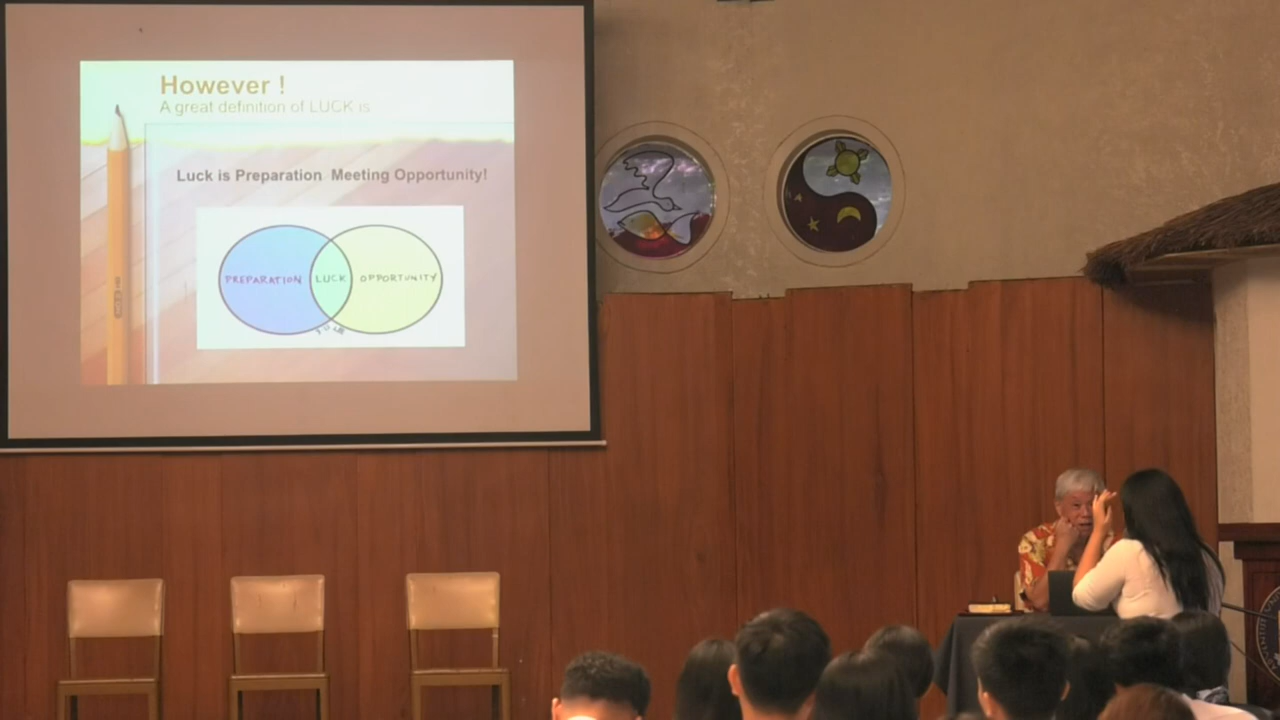 However !
A great definition of LUCK is
Luck is Preparation  Meeting Opportunity!
PREPARATION LUCK OPPORTUNITY